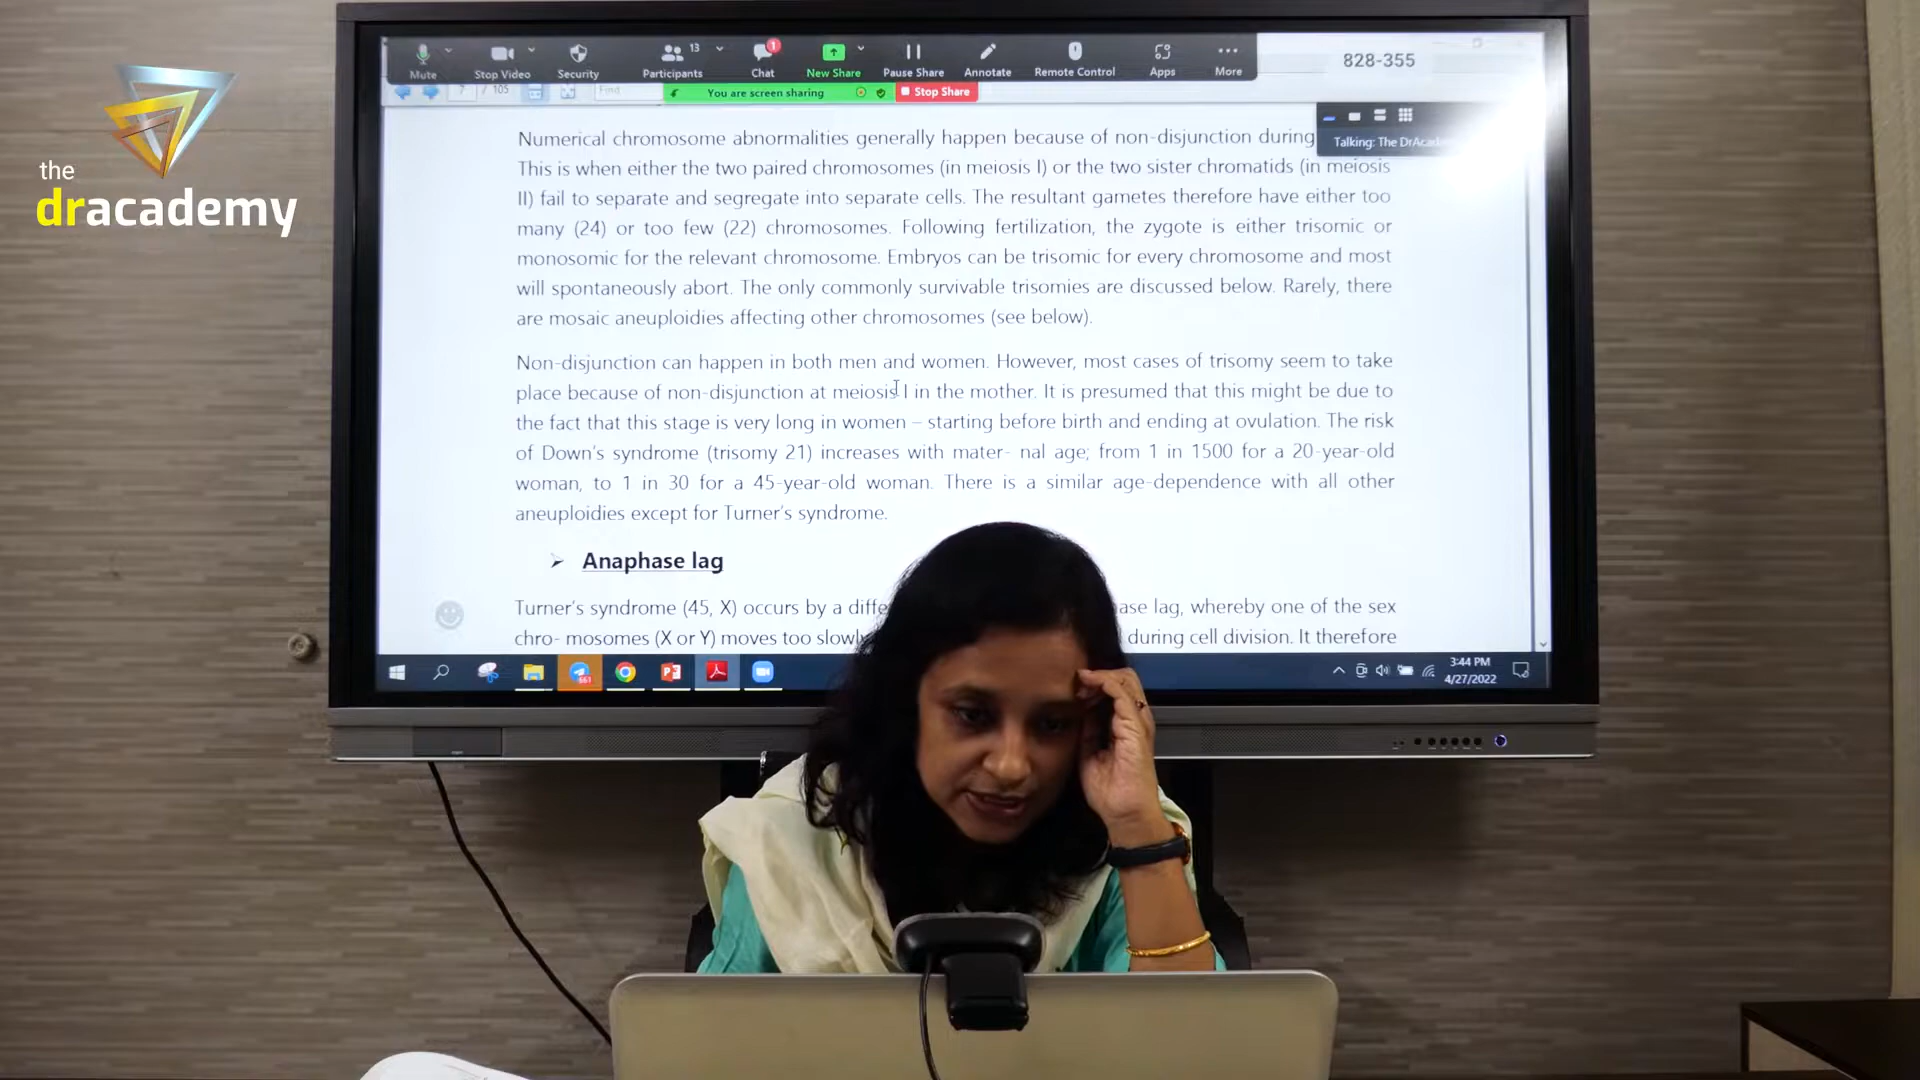 the
dracademy
Mute
Stop Video
Security
13
Participants
1
Chat
New Share
Pause Share
Annotate
Remote Control
Apps
More
828-355
7 / 105
Find
You are screen sharing
Stop Share
Talking: The DrAcade
Numerical chromosome abnormalities generally happen because of non-disjunction during
This is when either the two paired chromosomes (in meiosis I) or the two sister chromatids (in meiosis
II) fail to separate and segregate into separate cells. The resultant gametes therefore have either too
many (24) or too few (22) chromosomes. Following fertilization, the zygote is either trisomic or
monosomic for the relevant chromosome. Embryos can be trisomic for every chromosome and most
will spontaneously abort. The only commonly survivable trisomies are discussed below. Rarely, there
are mosaic aneuploidies affecting other chromosomes (see below).
Non-disjunction can happen in both men and women. However, most cases of trisomy seem to take
place because of non-disjunction at meiosis I in the mother. It is presumed that this might be due to
the fact that this stage is very long in women – starting before birth and ending at ovulation. The risk
of Down's syndrome (trisomy 21) increases with mater- nal age; from 1 in 1500 for a 20-year-old
woman, to 1 in 30 for a 45-year-old woman. There is a similar age-dependence with all other
aneuploidies except for Turner's syndrome.
➢ Anaphase lag
Turner's syndrome (45, X) occurs by a diffe ase lag, whereby one of the sex
chro- mosomes (X or Y) moves too slowly during cell division. It therefore
661
3:44 PM
4/27/2022